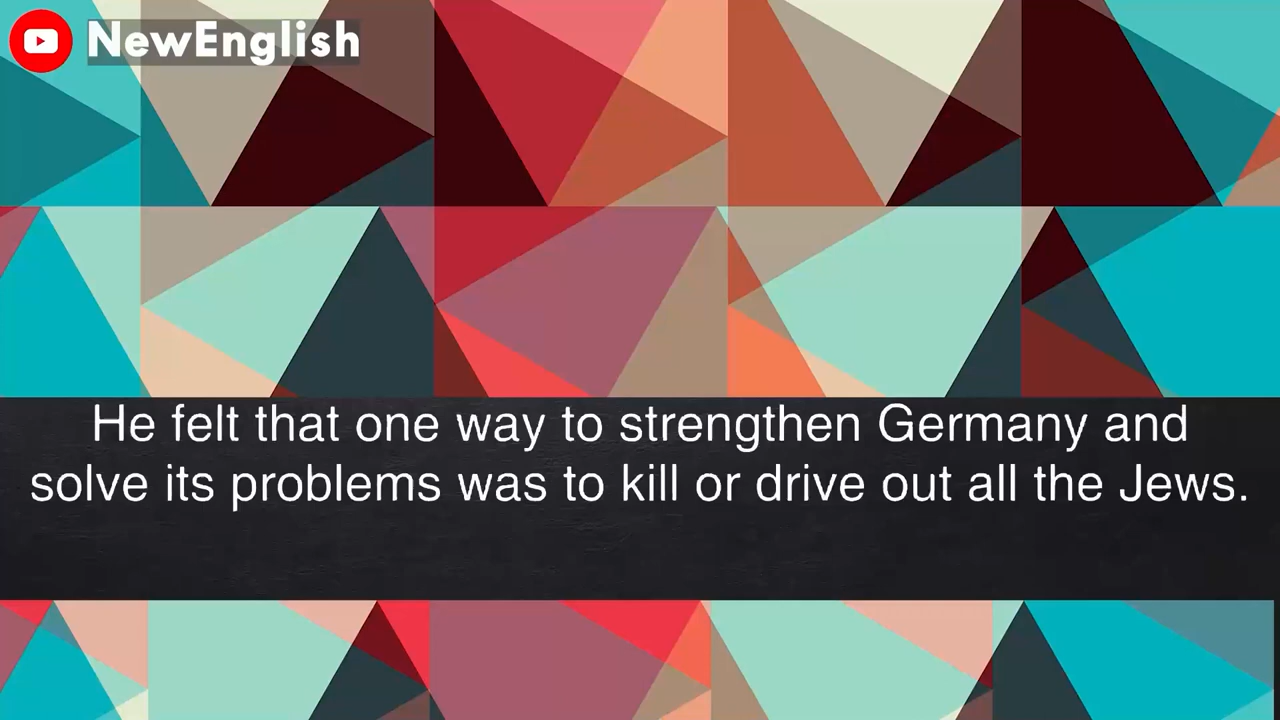 NewEnglish
He felt that one way to strengthen Germany and
solve its problems was to kill or drive out all the Jews.